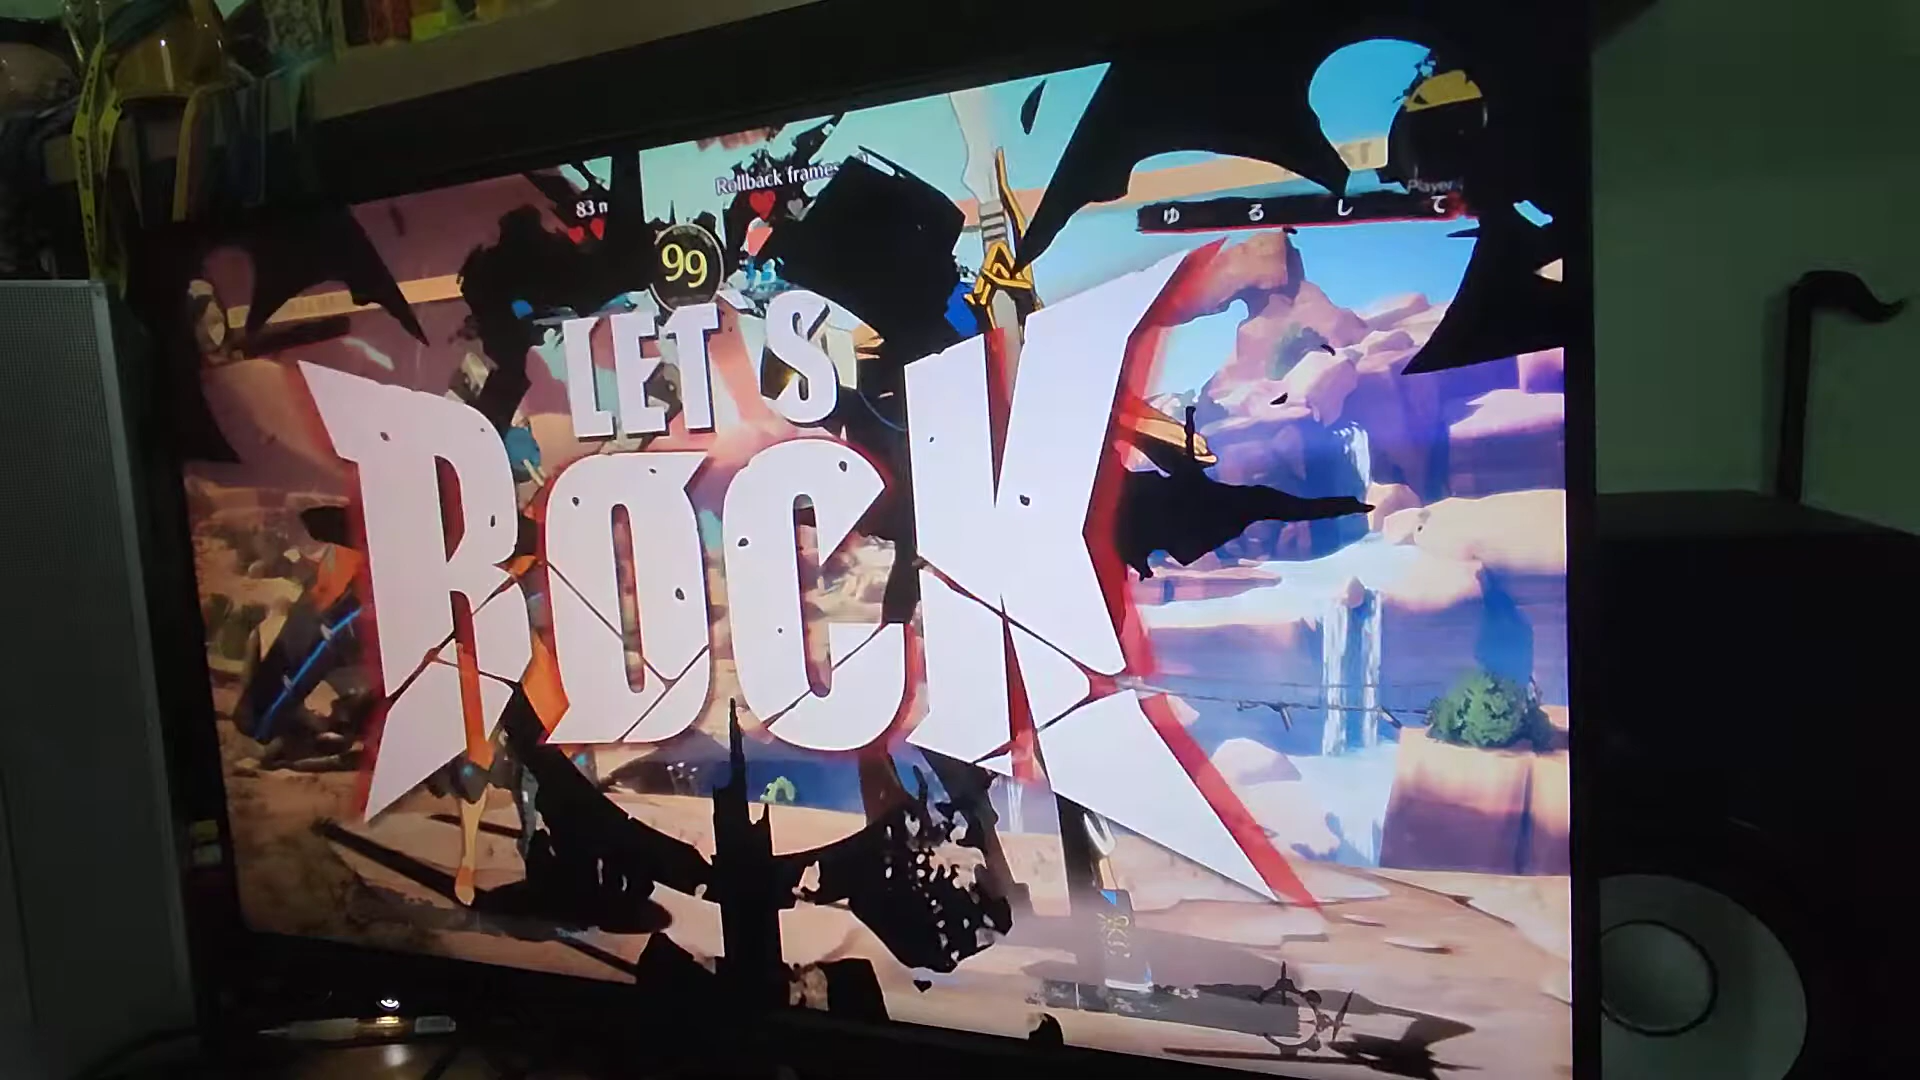 Rollback frames
83 m
Player
ゆるして
99
LET'S
ROCK